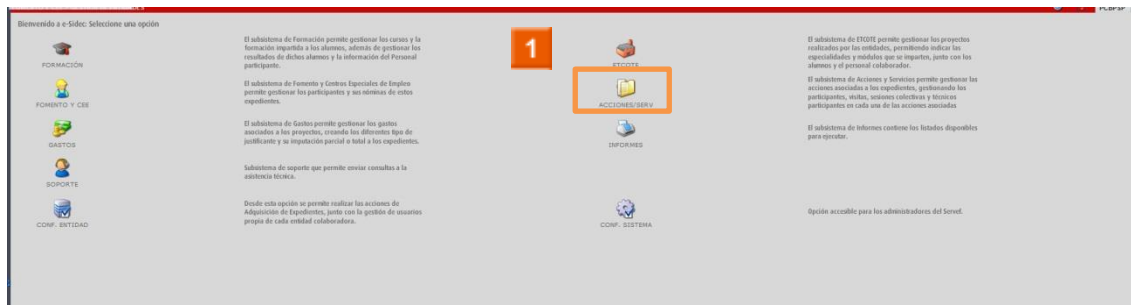 Bienvenido a e-Sidec: Seleccione una opción
FORMACIÓN
El subsistema de Formación permite gestionar los cursos y la
formación impartida a los alumnos, además de gestionar los
resultados de dichos alumnos y la información del Personal
participante.
1
ETCOTE
El subsistema de ETCOTE permite gestionar los proyectos
realizados por las entidades, permitiendo indicar las
especialidades y módulos que se imparten, junto con los
alumnos y el personal colaborador.
FOMENTO Y CEE
El subsistema de Fomento y Centros Especiales de Empleo
permite gestionar los participantes y sus nóminas de estos
expedientes.
ACCIONES/SERV
El subsistema de Acciones y Servicios permite gestionar las
acciones asociadas a los expedientes, gestionando los
participantes, visitas, sesiones colectivas y técnicos
participantes en cada una de las acciones asociadas
GASTOS
El subsistema de Gastos permite gestionar los gastos
asociados a los proyectos, creando los diferentes tipo de
justificante y su imputación parcial o total a los expedientes.
INFORMES
El subsistema de Informes contiene los listados disponibles
para ejecutar.
SOPORTE
Subsistema de soporte que permite enviar consultas a la
asistencia técnica.
CONF. ENTIDAD
Desde esta opción se permite realizar las acciones de
Adquisición de Expedientes, junto con la gestión de usuarios
propia de cada entidad colaboradora.
CONF. SISTEMA
Opción accesible para los administradores del Servef.